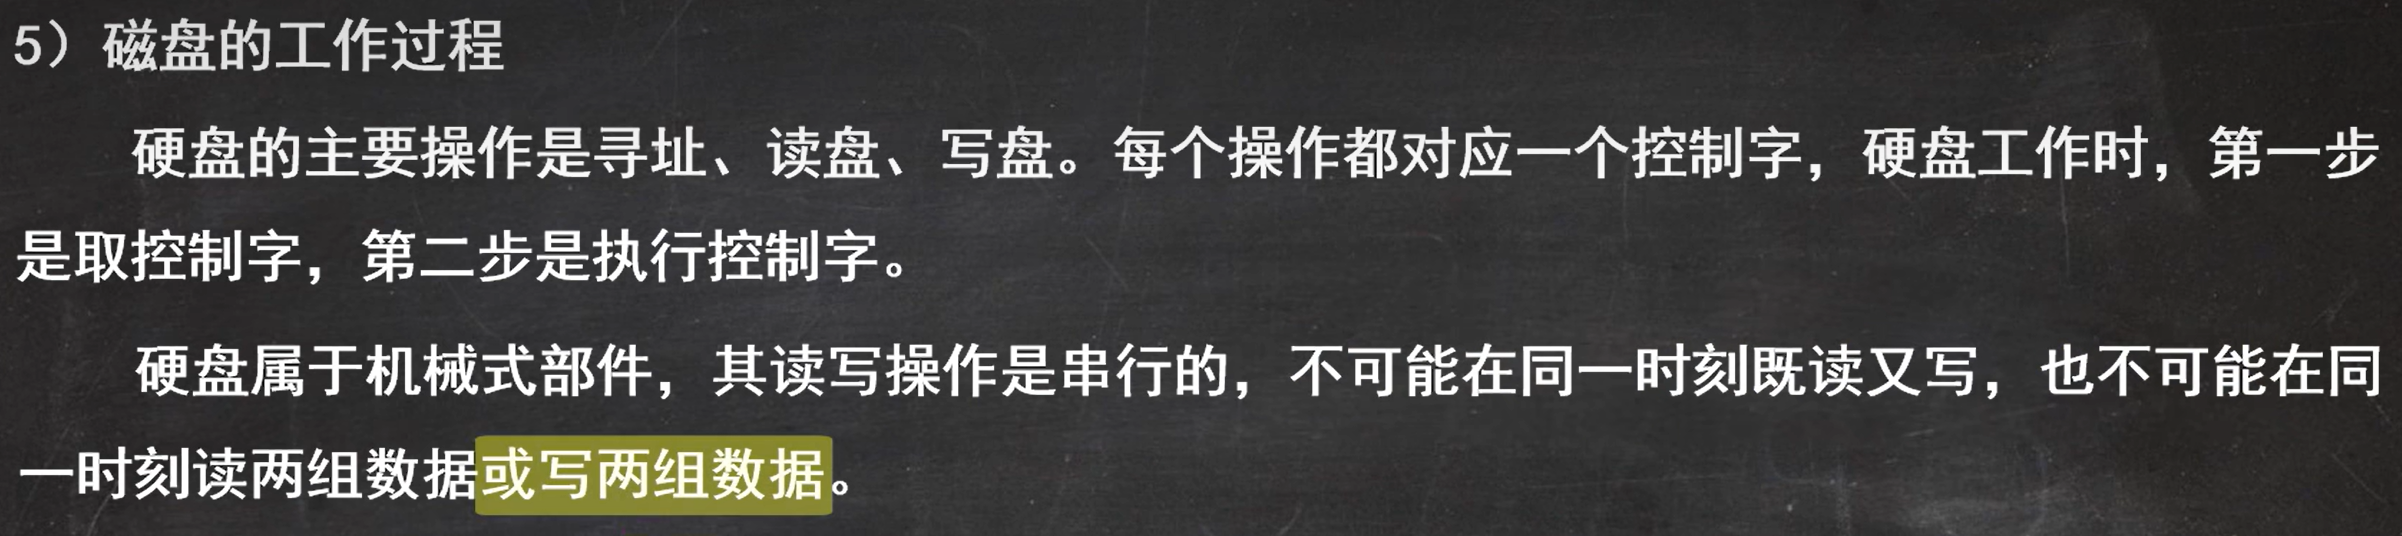 5）磁盘的工作过程
硬盘的主要操作是寻址、读盘、写盘。每个操作都对应一个控制字，硬盘工作时，第一步
是取控制字，第二步是执行控制字。
硬盘属于机械式部件，其读写操作是串行的，不可能在同一时刻既读又写，也不可能在同
一时刻读两组数据或写两组数据。